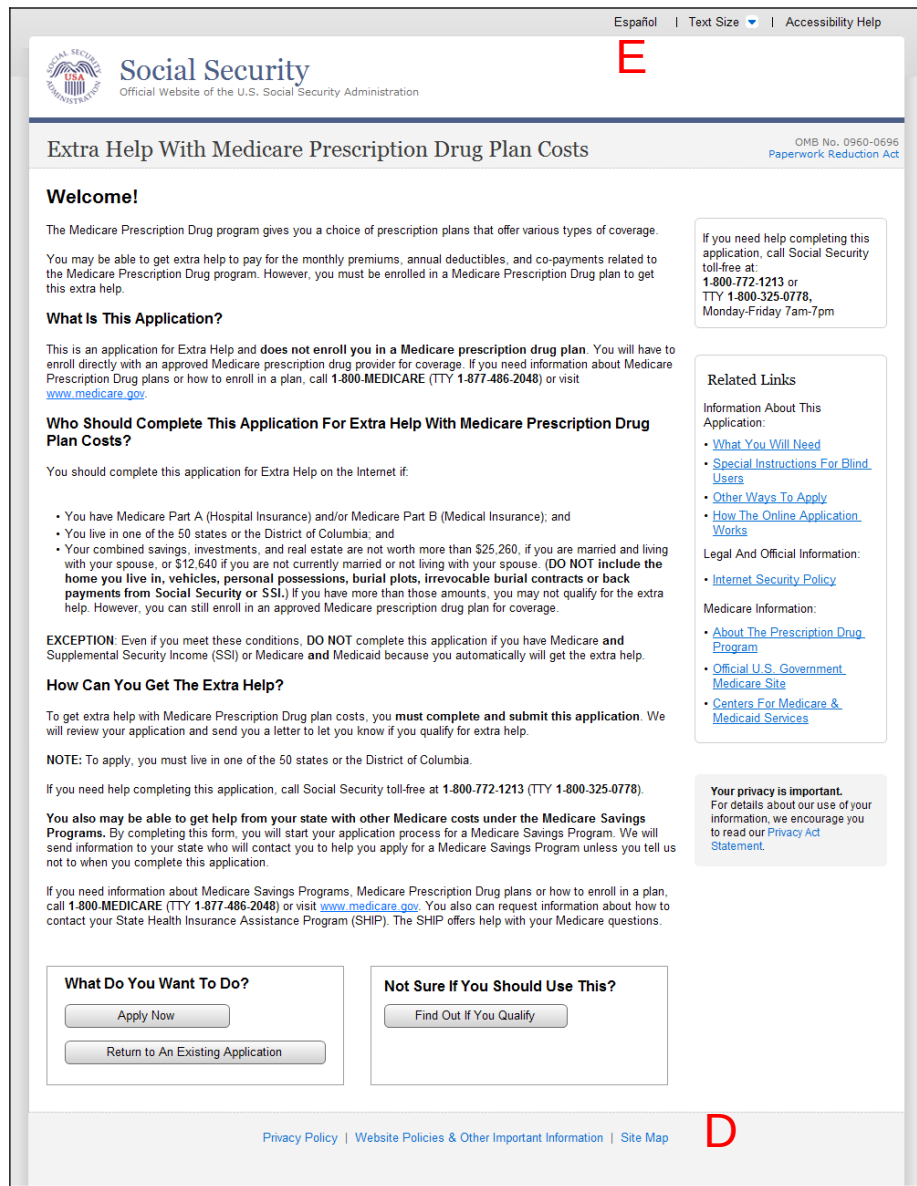 Español | Text Size | Accessibility Help
E
SOCIAL SECURITY ADMINISTRATION
USA
Social Security
Official Website of the U.S. Social Security Administration
Extra Help With Medicare Prescription Drug Plan Costs
OMB No. 0960-0696
Paperwork Reduction Act
Welcome!
The Medicare Prescription Drug program gives you a choice of prescription plans that offer various types of coverage.
You may be able to get extra help to pay for the monthly premiums, annual deductibles, and co-payments related to
the Medicare Prescription Drug program. However, you must be enrolled in a Medicare Prescription Drug plan to get
this extra help.
What Is This Application?
This is an application for Extra Help and does not enroll you in a Medicare prescription drug plan. You will have to
enroll directly with an approved Medicare prescription drug provider for coverage. If you need information about Medicare
Prescription Drug plans or how to enroll in a plan, call 1-800-MEDICARE (TTY 1-877-486-2048) or visit
www.medicare.gov.
Who Should Complete This Application For Extra Help With Medicare Prescription Drug
Plan Costs?
You should complete this application for Extra Help on the Internet if:
• You have Medicare Part A (Hospital Insurance) and/or Medicare Part B (Medical Insurance); and
• You live in one of the 50 states or the District of Columbia; and
• Your combined savings, investments, and real estate are not worth more than $25,260, if you are married and living
with your spouse, or $12,640 if you are not currently married or not living with your spouse. (DO NOT include the
home you live in, vehicles, personal possessions, burial plots, irrevocable burial contracts or back
payments from Social Security or SSI.) If you have more than those amounts, you may not qualify for the extra
help. However, you can still enroll in an approved Medicare prescription drug plan for coverage.
EXCEPTION: Even if you meet these conditions, DO NOT complete this application if you have Medicare and
Supplemental Security Income (SSI) or Medicare and Medicaid because you automatically will get the extra help.
How Can You Get The Extra Help?
To get extra help with Medicare Prescription Drug plan costs, you must complete and submit this application. We
will review your application and send you a letter to let you know if you qualify for extra help.
NOTE: To apply, you must live in one of the 50 states or the District of Columbia.
If you need help completing this application, call Social Security toll-free at 1-800-772-1213 (TTY 1-800-325-0778).
You also may be able to get help from your state with other Medicare costs under the Medicare Savings
Programs. By completing this form, you will start your application process for a Medicare Savings Program. We will
send information to your state who will contact you to help you apply for a Medicare Savings Program unless you tell us
not to when you complete this application.
If you need information about Medicare Savings Programs, Medicare Prescription Drug plans or how to enroll in a plan,
call 1-800-MEDICARE (TTY 1-877-486-2048) or visit www.medicare.gov. You also can request information about how to
contact your State Health Insurance Assistance Program (SHIP). The SHIP offers help with your Medicare questions.
If you need help completing this
application, call Social Security
toll-free at:
1-800-772-1213 or
TTY 1-800-325-0778,
Monday-Friday 7am-7pm
Related Links
Information About This
Application:
• What You Will Need
• Special Instructions For Blind
Users
• Other Ways To Apply
• How The Online Application
Works
Legal And Official Information:
• Internet Security Policy
Medicare Information:
• About The Prescription Drug
Program
• Official U.S. Government
Medicare Site
• Centers For Medicare &
Medicaid Services
Your privacy is important.
For details about our use of your
information, we encourage you
to read our Privacy Act
Statement.
What Do You Want To Do?
Apply Now
Return to An Existing Application
Not Sure If You Should Use This?
Find Out If You Qualify
Privacy Policy | Website Policies & Other Important Information | Site Map
D